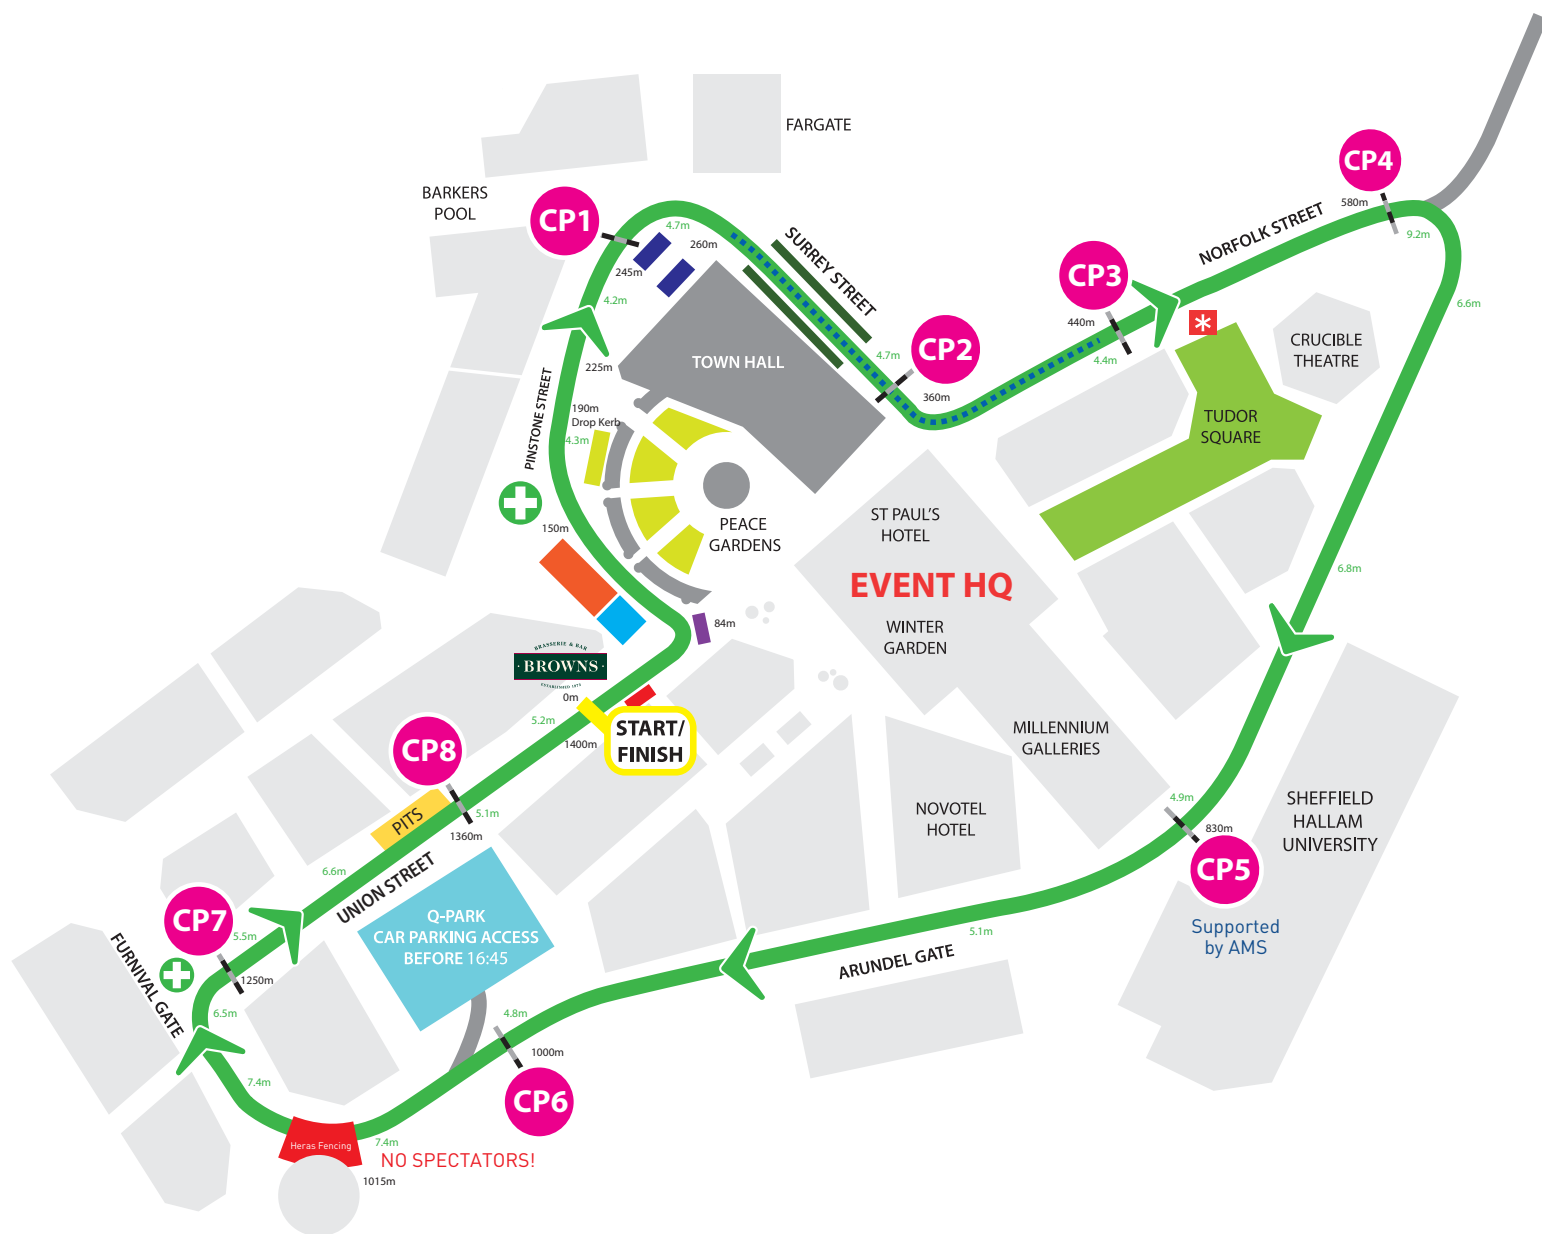 FARGATE
BARKERS
POOL
CP1
4.7m
260m
245m
4.2m
225m
SURREY STREET
TOWN HALL
4.7m
CP2
360m
CP3
440m
4.4m
NORFOLK STREET
CP4
580m
9.2m
6.6m
*
CRUCIBLE
THEATRE
TUDOR
SQUARE
PINSTONE STREET
190m
Drop Kerb
4.3m
150m
PEACE
GARDENS
ST PAUL'S
HOTEL
EVENT HQ
WINTER
GARDEN
6.8m
84m
BRASSERIE & BAR
BROWNS
ESTABLISHED 1973
0m
5.2m
1400m
START/
FINISH
MILLENNIUM
GALLERIES
CP8
PITS
5.1m
1360m
NOVOTEL
HOTEL
4.9m
830m
CP5
SHEFFIELD
HALLAM
UNIVERSITY
Supported
by AMS
6.6m
UNION STREET
Q-PARK
CAR PARKING ACCESS
BEFORE 16:45
CP7
5.5m
1250m
FURNIVAL GATE
6.5m
5.1m
ARUNDEL GATE
4.8m
1000m
CP6
7.4m
Heras Fencing
7.4m
NO SPECTATORS!
1015m